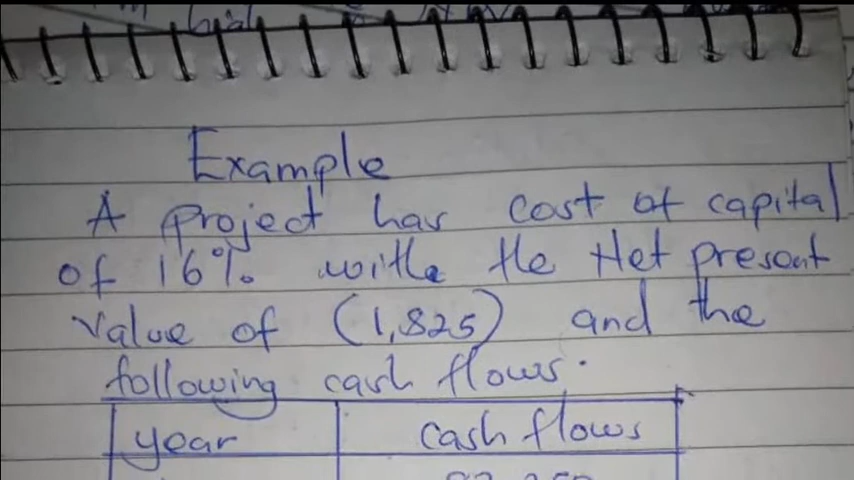 Example
A project has cost of capital
of 16% with the Net present
value of (1,825) and the
following cash flows.
year cash flows